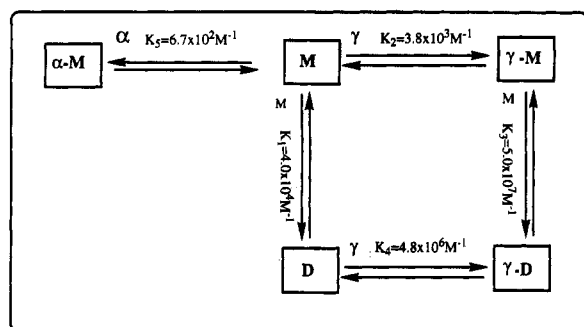 α K₅=6.7x10²M⁻¹
γ K₂=3.8x10³M⁻¹
α-M
M
γ-M
M
K₁=4.0x10⁴M⁻¹
M
K₃=5.0x10⁷M⁻¹
γ K₄=4.8x10⁶M⁻¹
D
γ-D